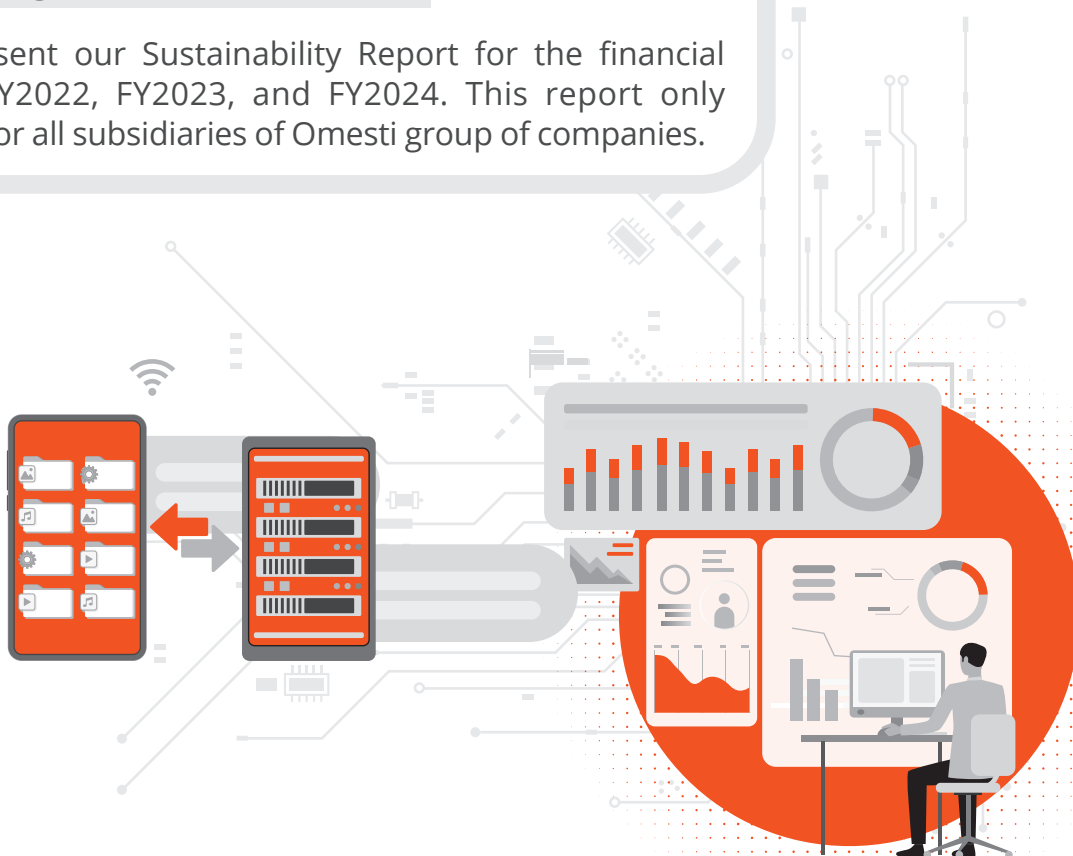 sent our Sustainability Report for the financial
Y2022, FY2023, and FY2024. This report only
or all subsidiaries of Omesti group of companies.